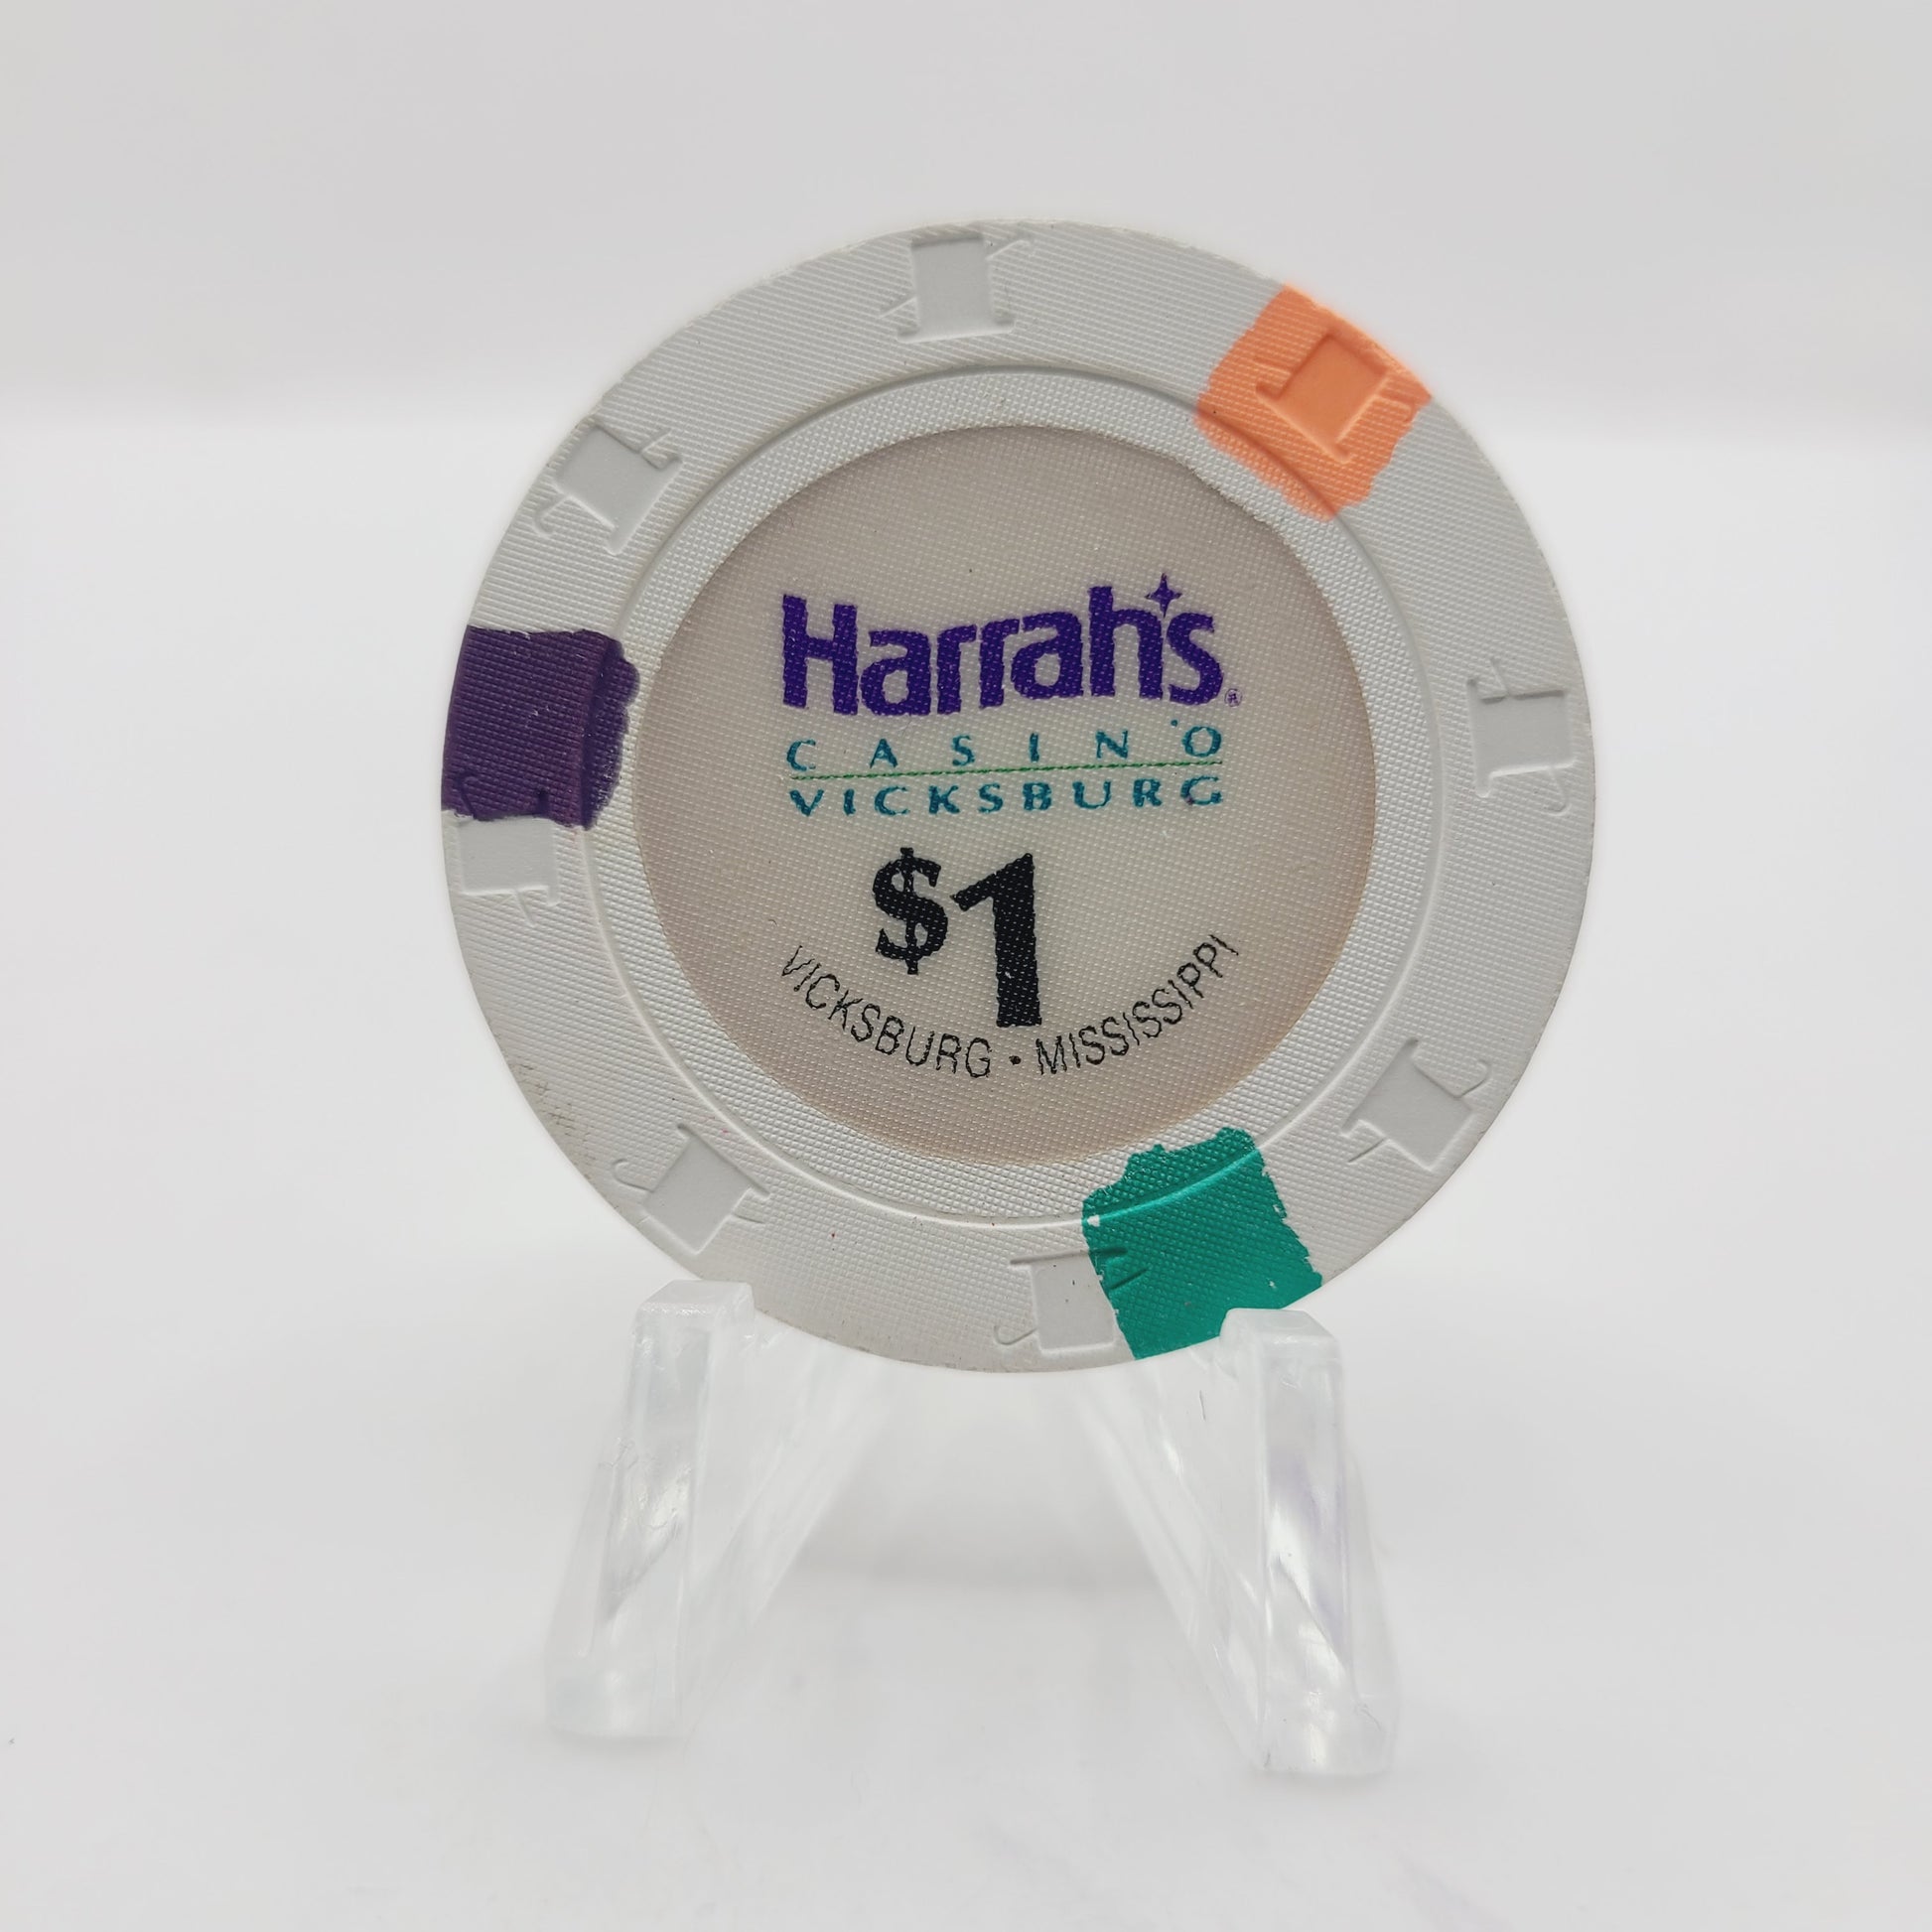 Harrah's®
CASINO
VICKSBURG
$1
VICKSBURG • MISSISSIPPI